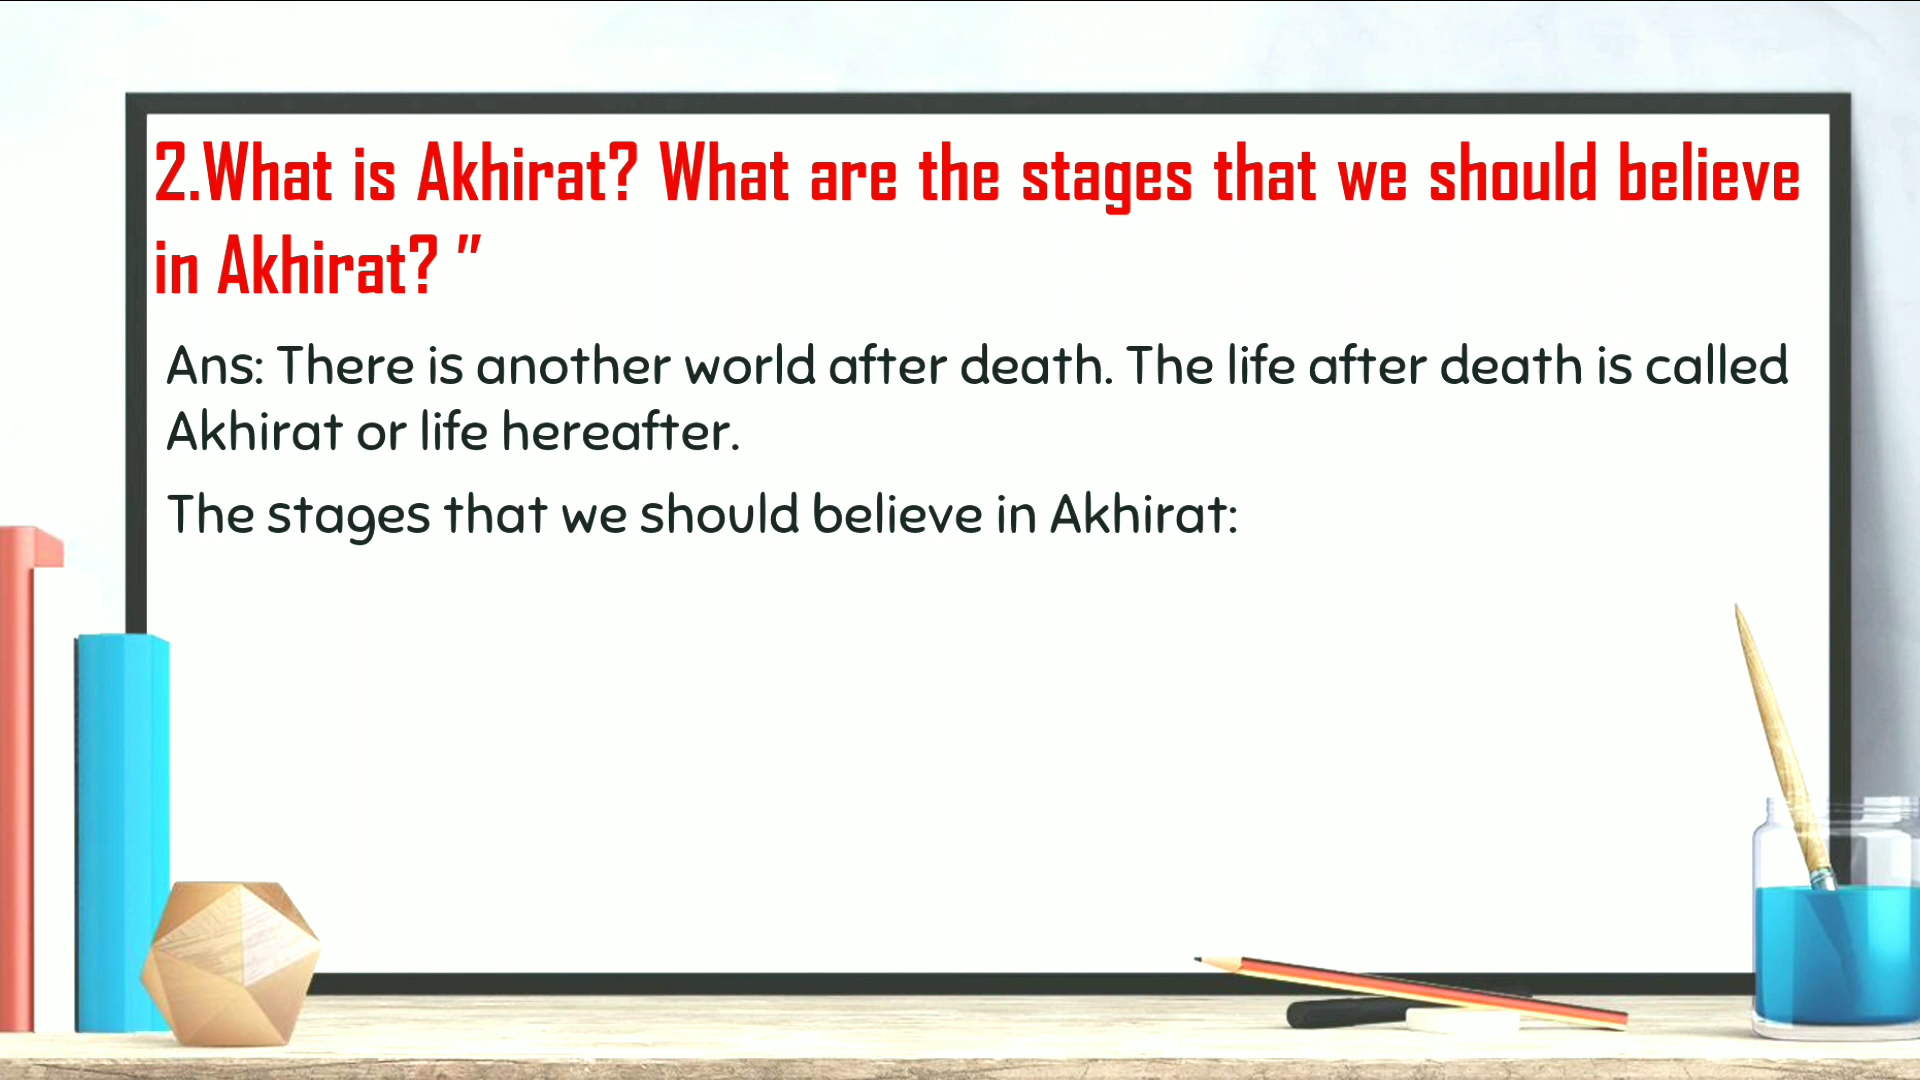 2.What is Akhirat? What are the stages that we should believe
in Akhirat? ”
Ans: There is another world after death. The life after death is called
Akhirat or life hereafter.
The stages that we should believe in Akhirat: